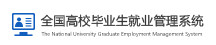 全国高校毕业生就业管理系统
The National University Graduate Employment Management System